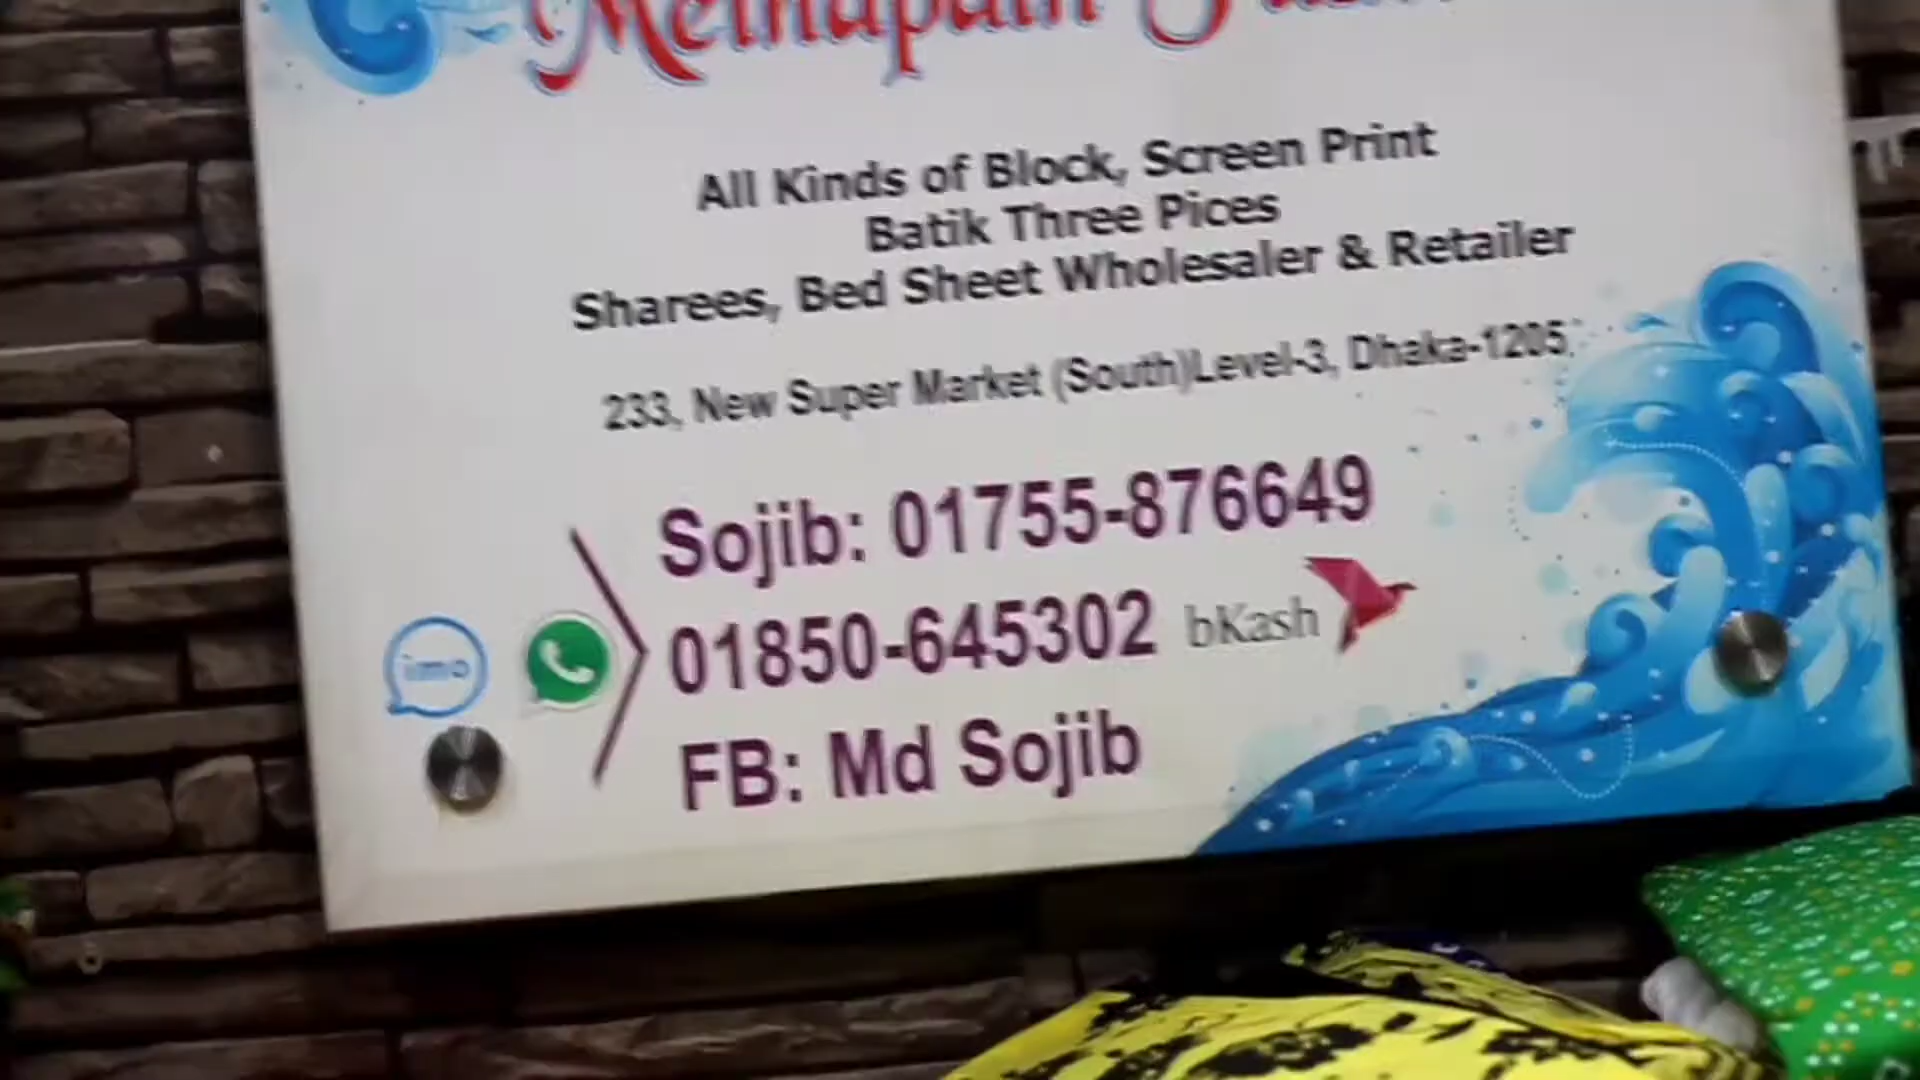 All Kinds of Block, Screen Print
Batik Three Pices
Sharees, Bed Sheet Wholesaler & Retailer
233, New Super Market (South)Level-3, Dhaka-1205.
Sojib: 01755-876649
imo
01850-645302 bKash
FB: Md Sojib